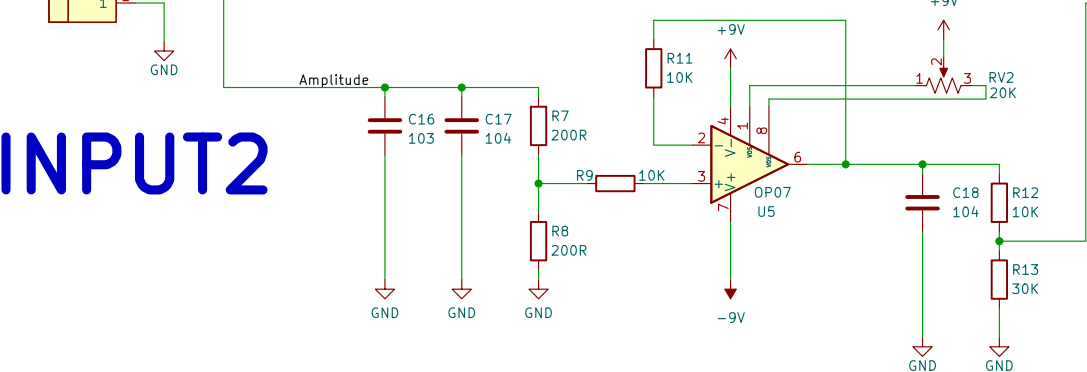 1
GND
INPUT2
Amplitude
C16
103
C17
104
R7
200R
R8
200R
GND
GND
GND
R9
10K
R11
10K
+9V
4
1
8
2
3
7
6
V-
V+
VOS
VOS
-
+
OP07
U5
-9V
+9V
2
1
3
RV2
20K
C18
104
R12
10K
R13
30K
GND
GND